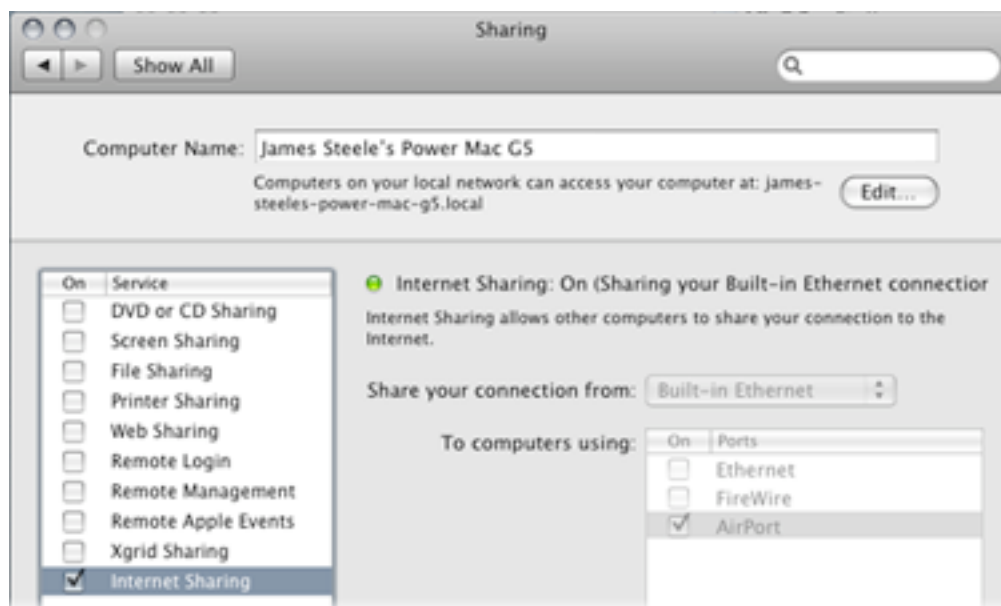 Sharing
Show All
Computer Name: James Steele's Power Mac G5
Computers on your local network can access your computer at: james-
steeles-power-mac-g5.local
Edit...
On Service
DVD or CD Sharing
Screen Sharing
File Sharing
Printer Sharing
Web Sharing
Remote Login
Remote Management
Remote Apple Events
Xgrid Sharing
Internet Sharing
Internet Sharing: On (Sharing your Built-in Ethernet connection
Internet Sharing allows other computers to share your connection to the
Internet.
Share your connection from: Built-in Ethernet
To computers using:
On Ports
Ethernet
FireWire
AirPort